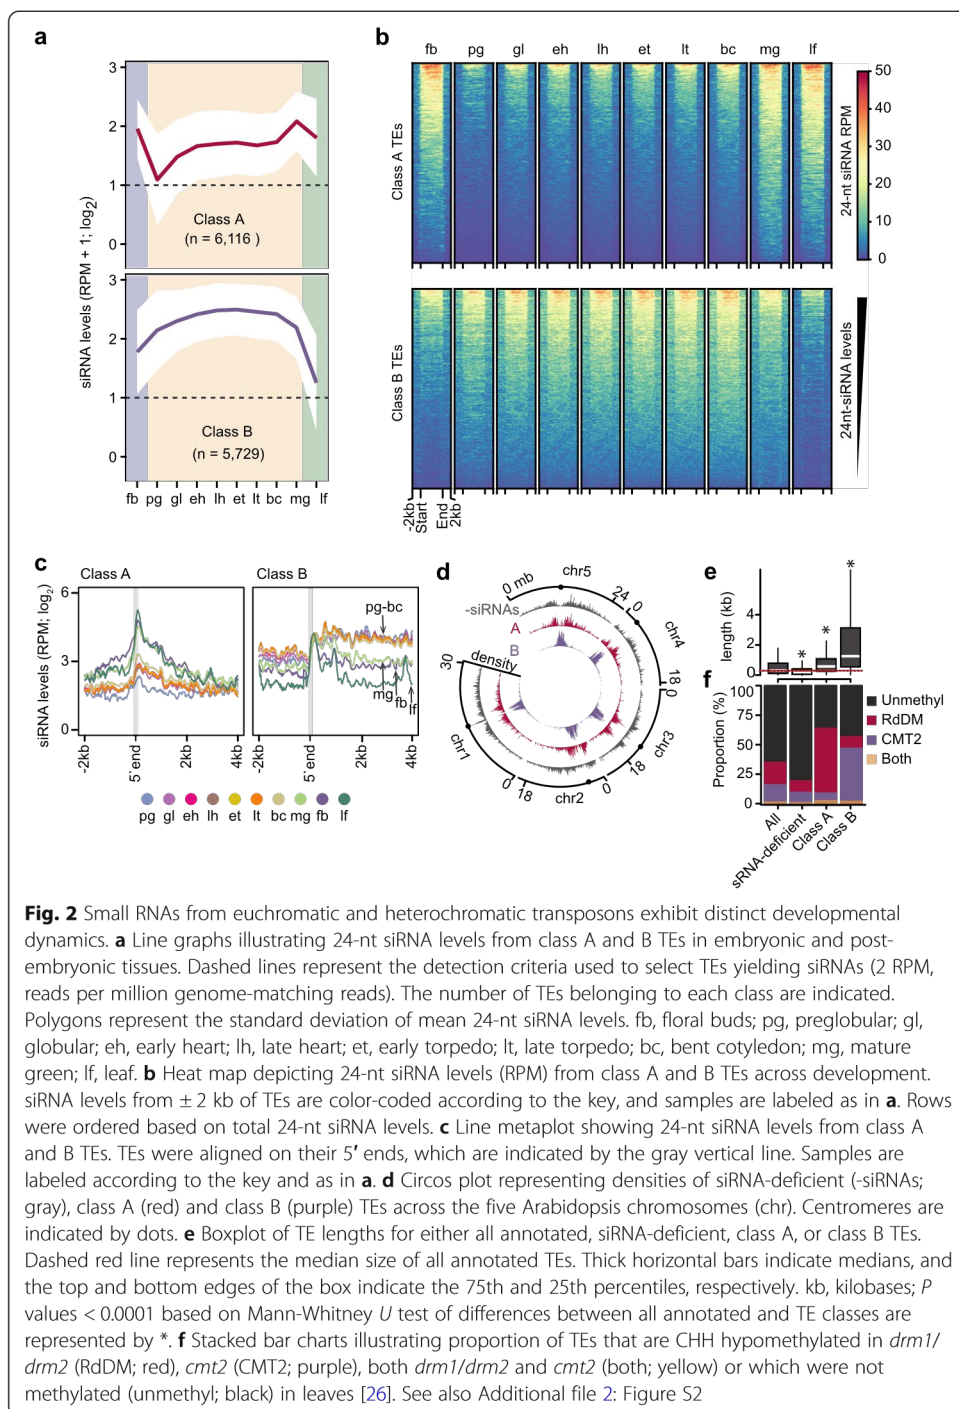 a
siRNA levels (RPM + 1; log2)
3
2
1
0
Class A
(n = 6,116 )
3
2
1
0
Class B
(n = 5,729)
fb pg gl eh lh et lt bc mg lf
b
fb pg gl eh lh et lt bc mg lf
Class A TEs
24-nt siRNA RPM
50
40
30
20
10
0
Class B TEs
24nt-siRNA levels
-2kb
Start
End
2kb
c
Class A
Class B
siRNA levels (RPM; log2)
6
3
0
pg-bc
mg
fb
lf
-2kb 5' end 2kb 4kb
-2kb 5' end 2kb 4kb
pg gl eh lh et lt bc mg fb lf
d
0 mb
chr5
24
0
chr4
18
0
chr3
18
0
chr2
18
0
chr1
30
density
-siRNAs
A
B
e
length (kb)
4
2
0
*
*
*
f
Proportion (%)
100
75
50
25
0
Unmethyl
RdDM
CMT2
Both
All
sRNA-deficient
Class A
Class B
Fig. 2 Small RNAs from euchromatic and heterochromatic transposons exhibit distinct developmental
dynamics. a Line graphs illustrating 24-nt siRNA levels from class A and B TEs in embryonic and post-
embryonic tissues. Dashed lines represent the detection criteria used to select TEs yielding siRNAs (2 RPM,
reads per million genome-matching reads). The number of TEs belonging to each class are indicated.
Polygons represent the standard deviation of mean 24-nt siRNA levels. fb, floral buds; pg, preglobular; gl,
globular; eh, early heart; lh, late heart; et, early torpedo; lt, late torpedo; bc, bent cotyledon; mg, mature
green; lf, leaf. b Heat map depicting 24-nt siRNA levels (RPM) from class A and B TEs across development.
siRNA levels from ± 2 kb of TEs are color-coded according to the key, and samples are labeled as in a. Rows
were ordered based on total 24-nt siRNA levels. c Line metaplot showing 24-nt siRNA levels from class A
and B TEs. TEs were aligned on their 5′ ends, which are indicated by the gray vertical line. Samples are
labeled according to the key and as in a. d Circos plot representing densities of siRNA-deficient (-siRNAs;
gray), class A (red) and class B (purple) TEs across the five Arabidopsis chromosomes (chr). Centromeres are
indicated by dots. e Boxplot of TE lengths for either all annotated, siRNA-deficient, class A, or class B TEs.
Dashed red line represents the median size of all annotated TEs. Thick horizontal bars indicate medians, and
the top and bottom edges of the box indicate the 75th and 25th percentiles, respectively. kb, kilobases; P
values < 0.0001 based on Mann-Whitney U test of differences between all annotated and TE classes are
represented by *. f Stacked bar charts illustrating proportion of TEs that are CHH hypomethylated in drm1/
drm2 (RdDM; red), cmt2 (CMT2; purple), both drm1/drm2 and cmt2 (both; yellow) or which were not
methylated (unmethyl; black) in leaves [26]. See also Additional file 2: Figure S2